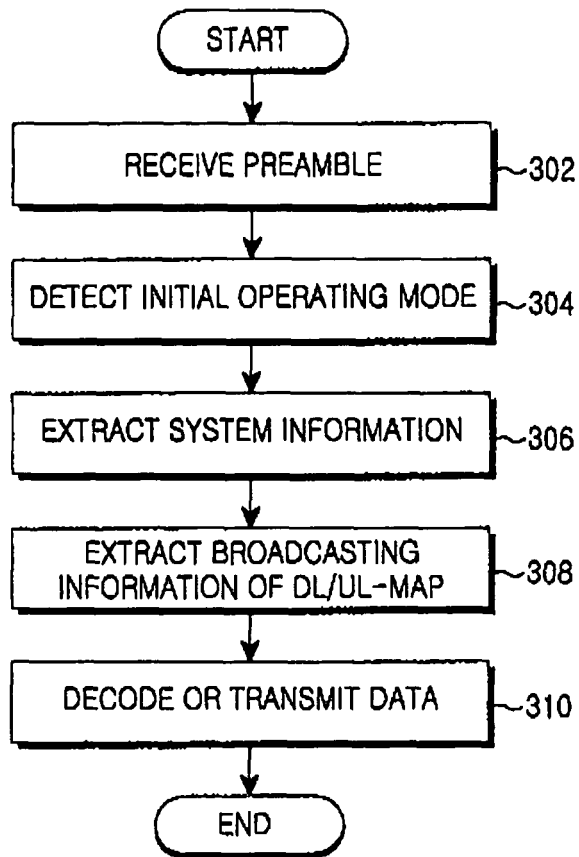 START
RECEIVE PREAMBLE
302
DETECT INITIAL OPERATING MODE
304
EXTRACT SYSTEM INFORMATION
306
EXTRACT BROADCASTING
INFORMATION OF DL/UL-MAP
308
DECODE OR TRANSMIT DATA
310
END